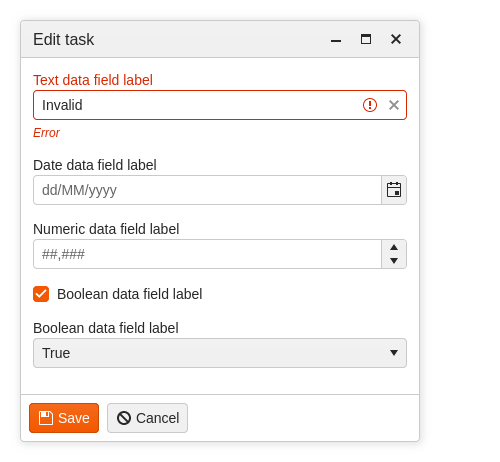 Edit task
Text data field label
Invalid
Error
Date data field label
dd/MM/yyyy
Numeric data field label
##,###
Boolean data field label
Boolean data field label
True
Save
Cancel